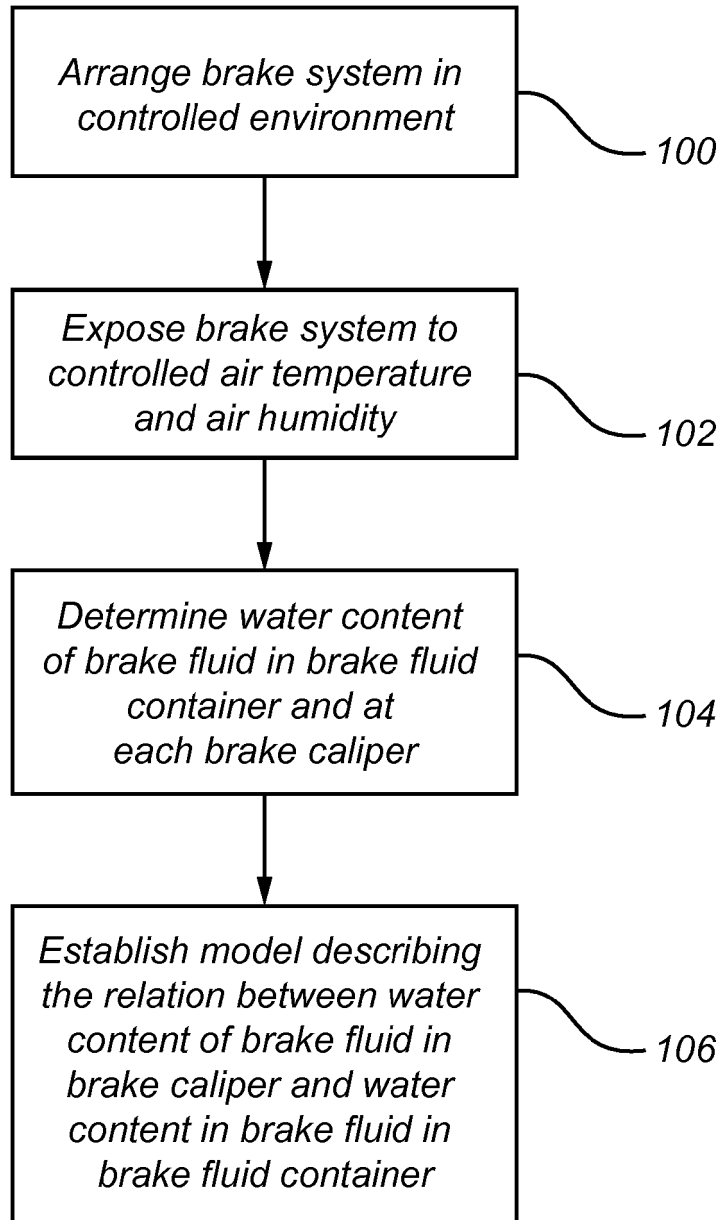 Arrange brake system in
controlled environment
100
Expose brake system to
controlled air temperature
and air humidity
102
Determine water content
of brake fluid in brake fluid
container and at
each brake caliper
104
Establish model describing
the relation between water
content of brake fluid in
brake caliper and water
content in brake fluid in
brake fluid container
106